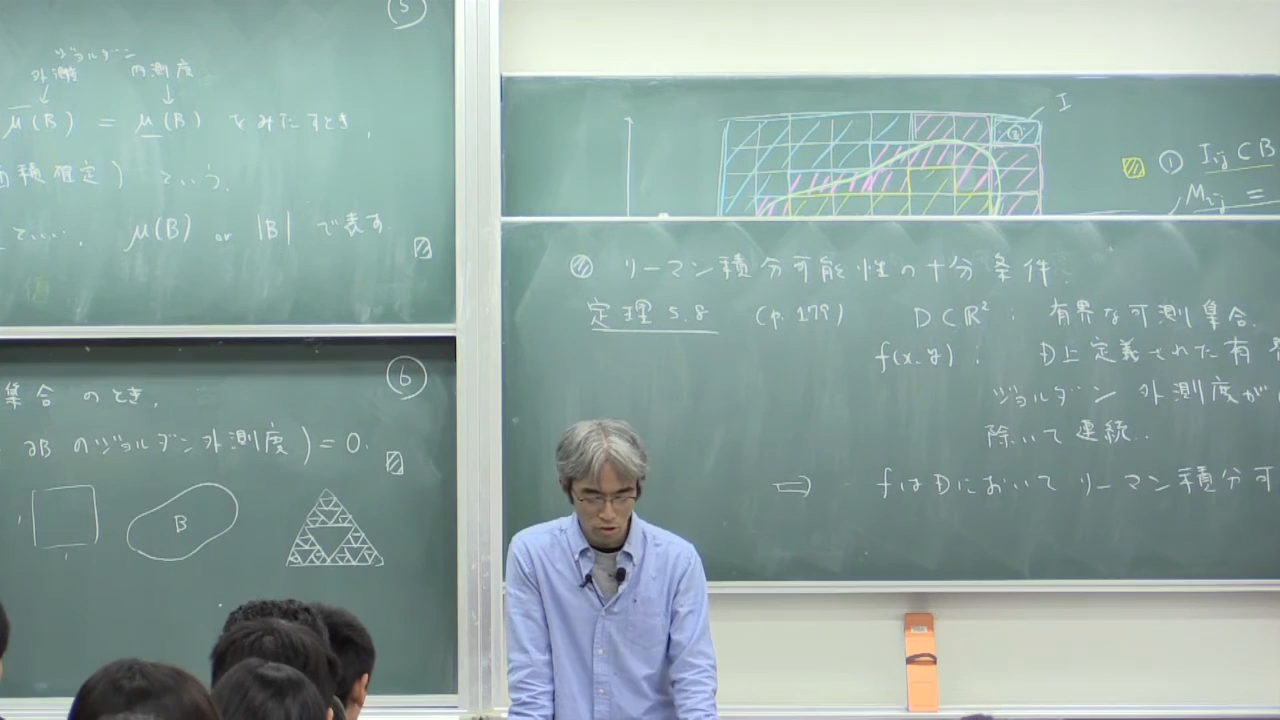 ⑤
ジョルダン
外測度 内測度
↓ ↓
μ̅(B) = μ̲(B) をみたすとき,
面積確定) という.
μ(B) or |B| で表す.
⑥
集合 のとき,
∂B のジョルダン外測度) = 0.
1
1
B
I
②
① Iij ⊂ B
Mij =
リーマン積分可能性の十分条件.
定理 5.8 (p.179) D⊂R² : 有界な可測集合.
f(x,y) : D上定義された有界
ジョルダン 外測度が
除いて連続.
⇒ fはDにおいてリーマン積分可